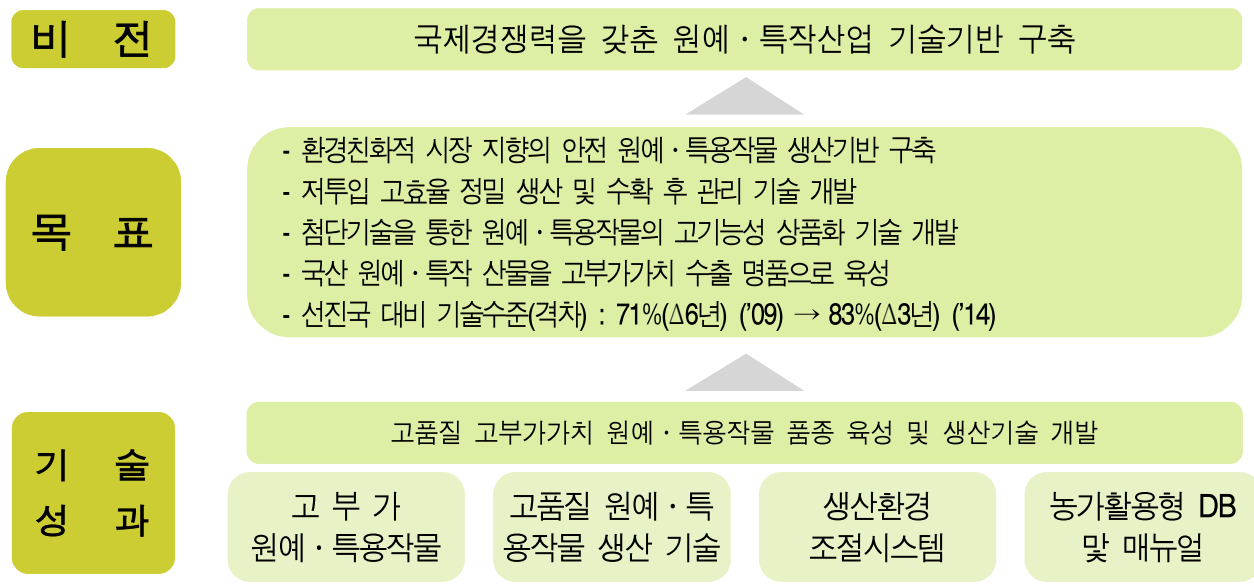 비 전
국제경쟁력을 갖춘 원예·특작산업 기술기반 구축
목 표
- 환경친화적 시장 지향의 안전 원예·특용작물 생산기반 구축
- 저투입 고효율 정밀 생산 및 수확 후 관리 기술 개발
- 첨단기술을 통한 원예·특용작물의 고기능성 상품화 기술 개발
- 국산 원예·특작 산물을 고부가가치 수출 명품으로 육성
- 선진국 대비 기술수준(격차) : 71%(Δ6년) ('09) → 83%(Δ3년) ('14)
기 술
성 과
고품질 고부가가치 원예·특용작물 품종 육성 및 생산기술 개발
고 부 가
원예·특용작물
고품질 원예·특
용작물 생산 기술
생산환경
조절시스템
농가활용형 DB
맟 매뉴얼